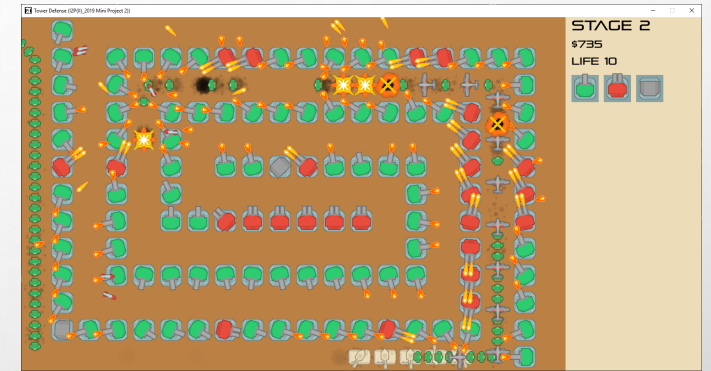 Tower Defense (I2P(II)_2019 Mini Project 2))
STAGE 2
$735
LIFE 10